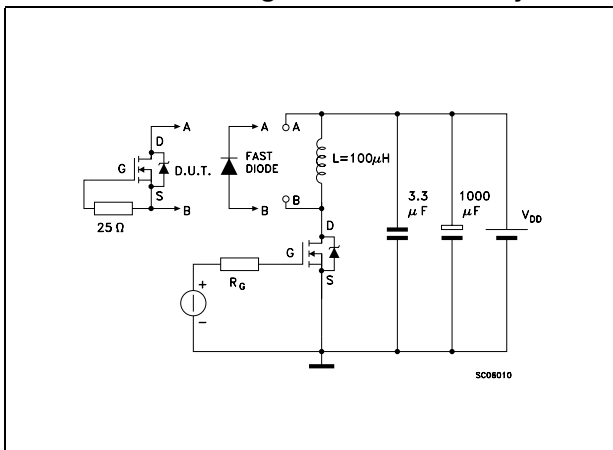 A
A
A
D
G
D.U.T.
S
B
25 Ω
FAST
DIODE
B
L=100μH
B
D
G
S
+
−
RG
3.3
μF
1000
μF
VDD
SC06010